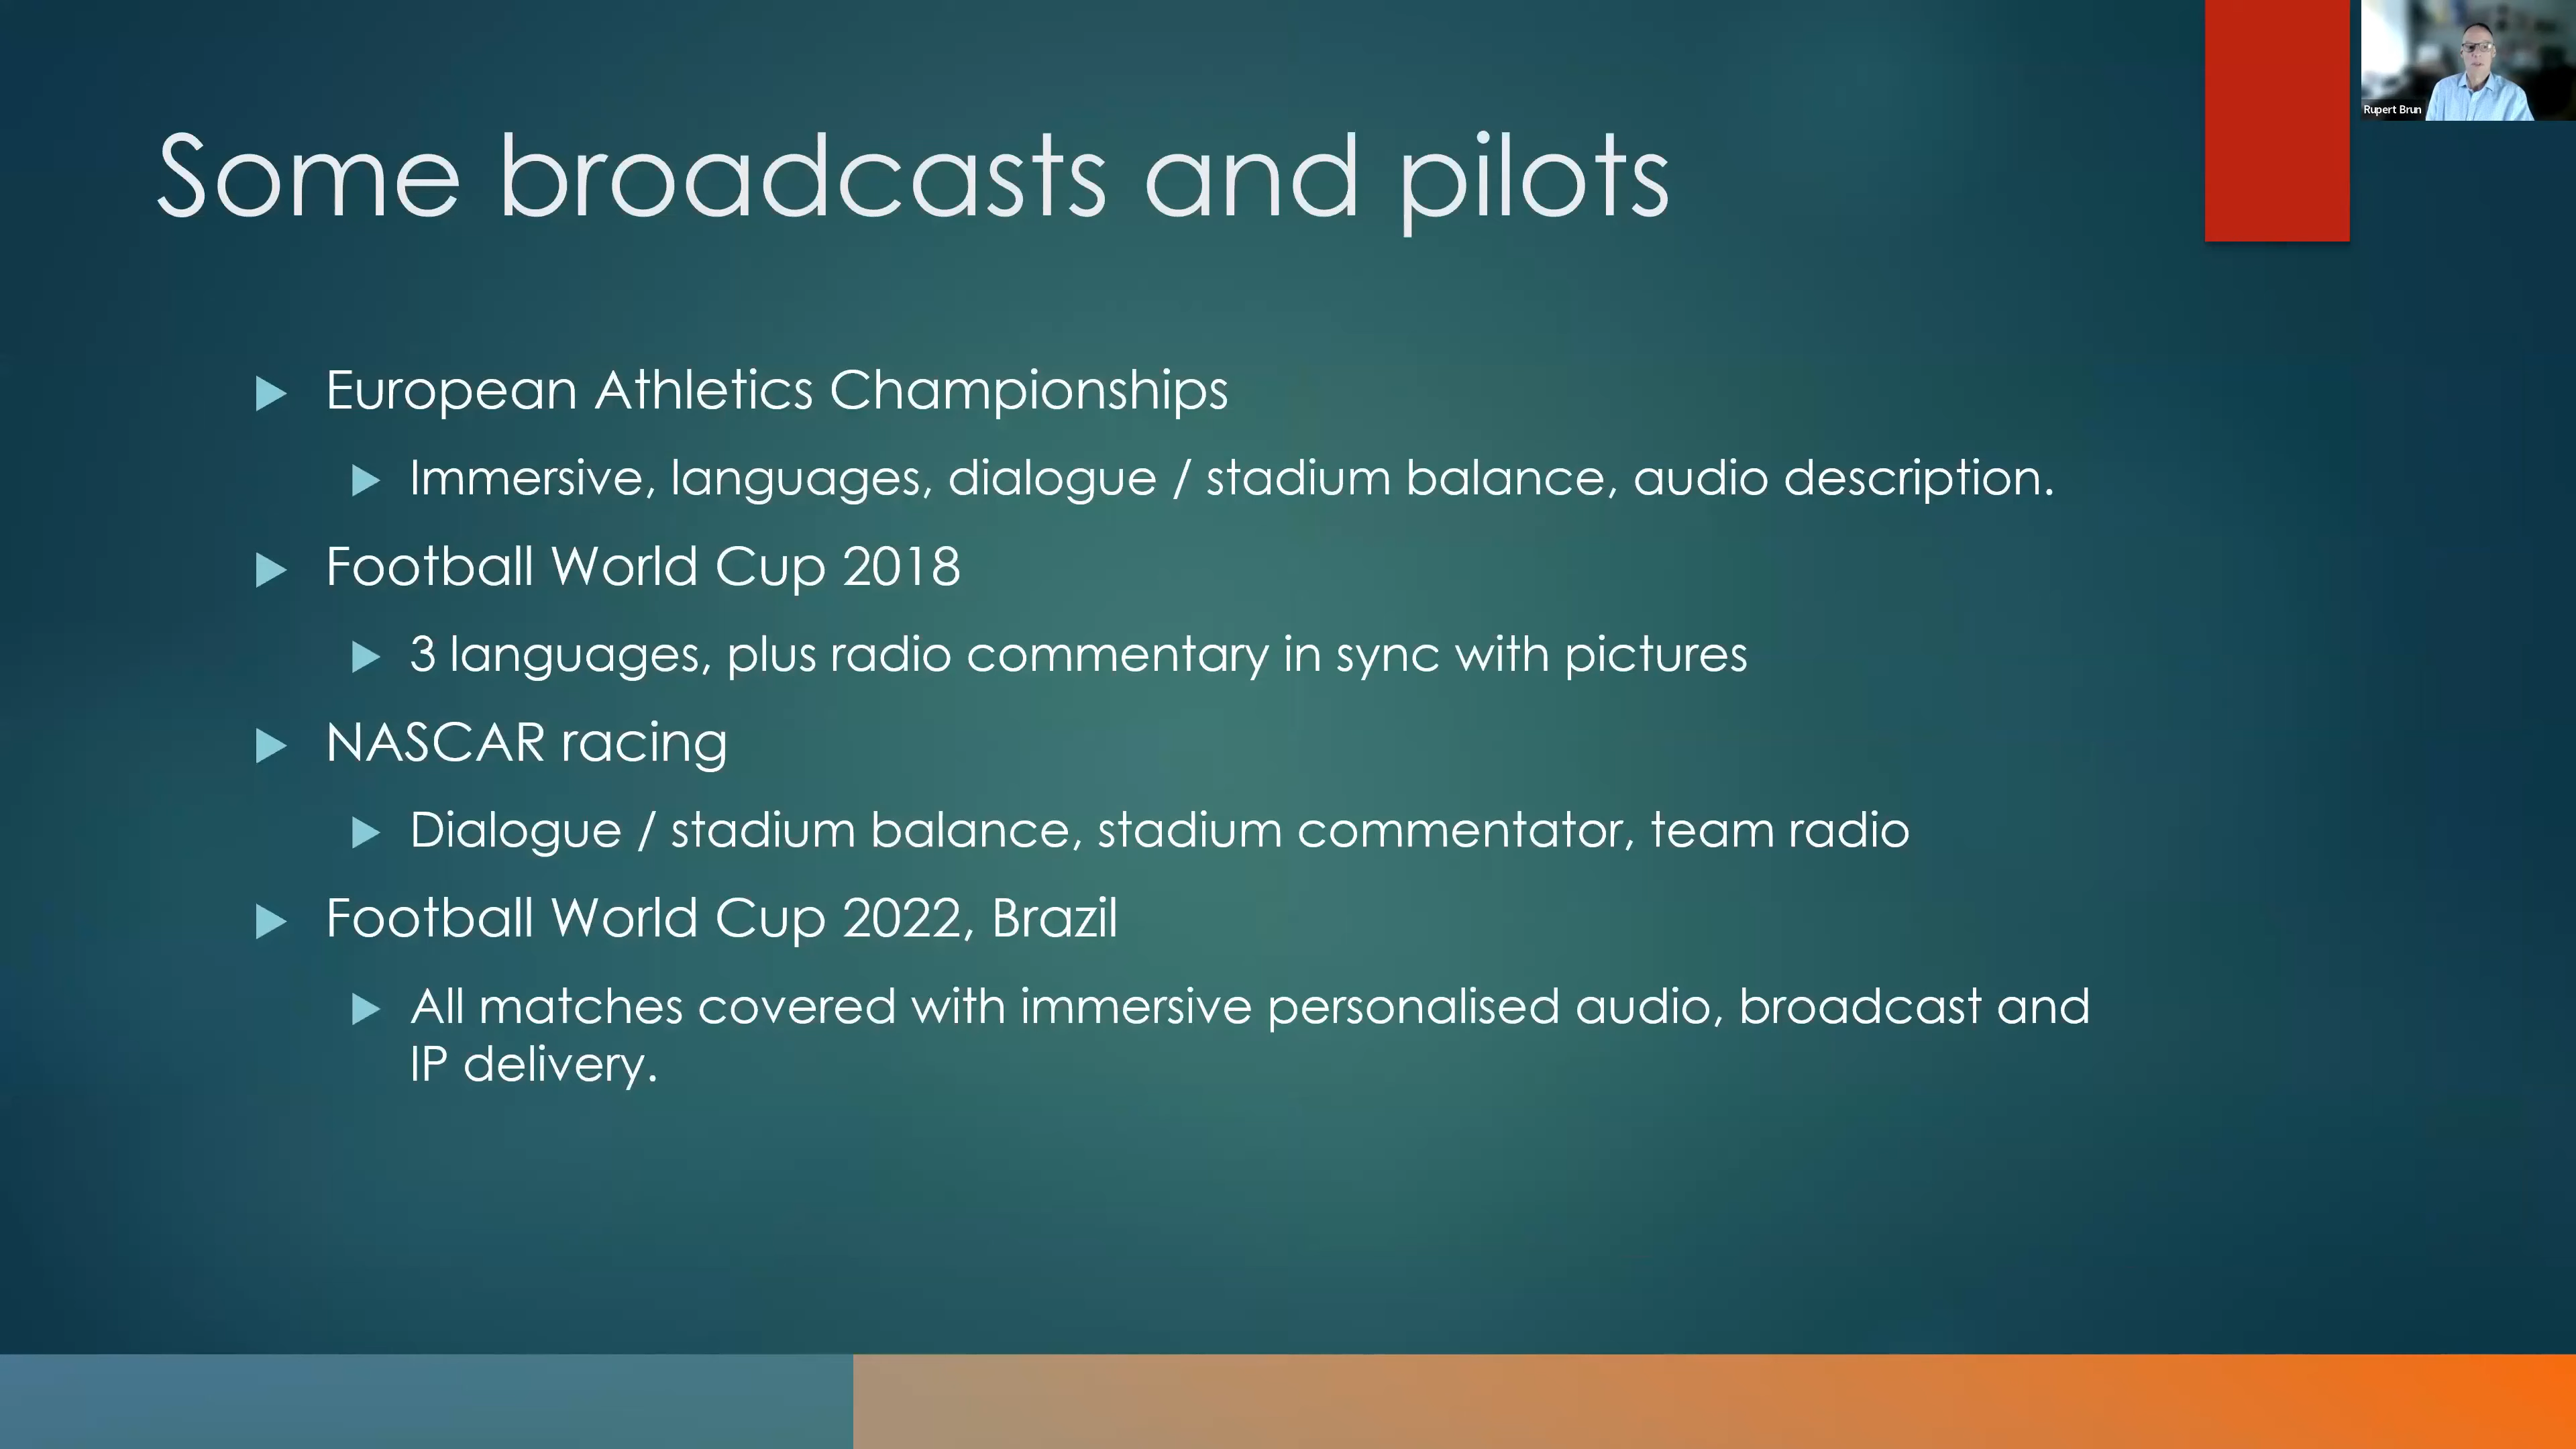 Rupert Brun
Some broadcasts and pilots
European Athletics Championships
Immersive, languages, dialogue / stadium balance, audio description.
Football World Cup 2018
3 languages, plus radio commentary in sync with pictures
NASCAR racing
Dialogue / stadium balance, stadium commentator, team radio
Football World Cup 2022, Brazil
All matches covered with immersive personalised audio, broadcast and
IP delivery.